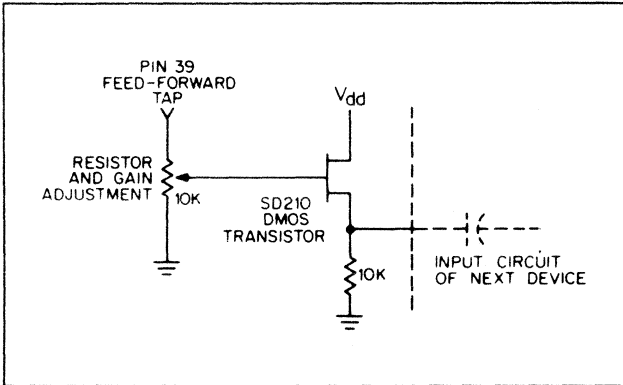 PIN 39
FEED-FORWARD
TAP
Vdd
RESISTOR
AND GAIN
ADJUSTMENT
10K
SD210
DMOS
TRANSISTOR
10K
INPUT CIRCUIT
OF NEXT DEVICE